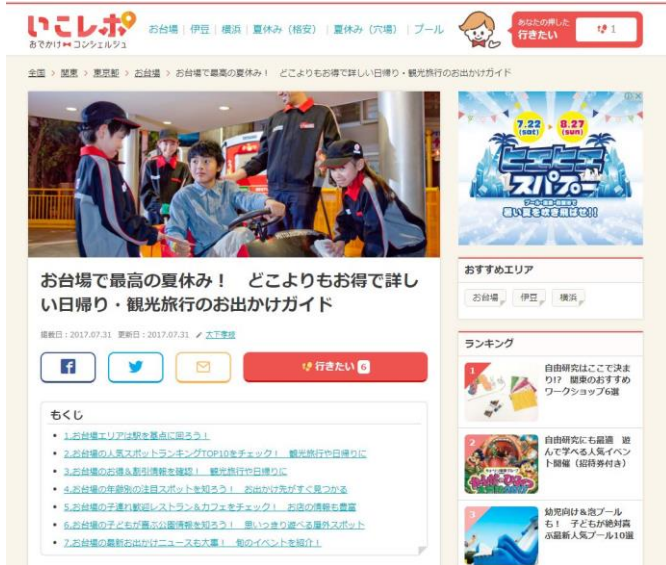 いこレポ
おでかけ コンシェルジュ
お台場 | 伊豆 | 横浜 | 夏休み（格安） | 夏休み（穴場） | プール
あなたの押した
行きたい
1
全国 > 関東 > 東京都 > お台場 > お台場で最高の夏休み！　どこよりもお得で詳しい日帰り・観光旅行のお出かけガイド
7.22
(SAT)
8.27
(SUN)
ヒエヒエ
スパプー
暑い夏を吹き飛ばせ!!
お台場で最高の夏休み！　どこよりもお得で詳し
い日帰り・観光旅行のお出かけガイド
掲載日：2017.07.31 更新日：2017.07.31 大下季校
行きたい 6
もくじ
1.お台場エリアは駅を基点に回ろう！
2.お台場の人気スポットランキングTOP10をチェック！　観光旅行や日帰りに
3.お台場のお得＆割引情報を確認！　観光旅行や日帰りに
4.お台場の年齢別の注目スポットを知ろう！　お出かけ先がすぐ見つかる
5.お台場の子連れ歓迎レストラン＆カフェをチェック！　お店の情報も豊富
6.お台場の子どもが喜ぶ公園情報を知ろう！　思いっきり遊べる屋外スポット
7.お台場の最新お出かけニュースも大事！　旬のイベントを紹介！
おすすめエリア
お台場
伊豆
横浜
ランキング
1
自由研究はここで決ま
り!?　関東のおすすめ
ワークショップ6選
2
自由研究にも最適　遊
んで学べる人気イベン
ト開催（招待券付き）
3
幼児向け＆泡プール
も！　子どもが絶対喜
ぶ最新人気プール10選